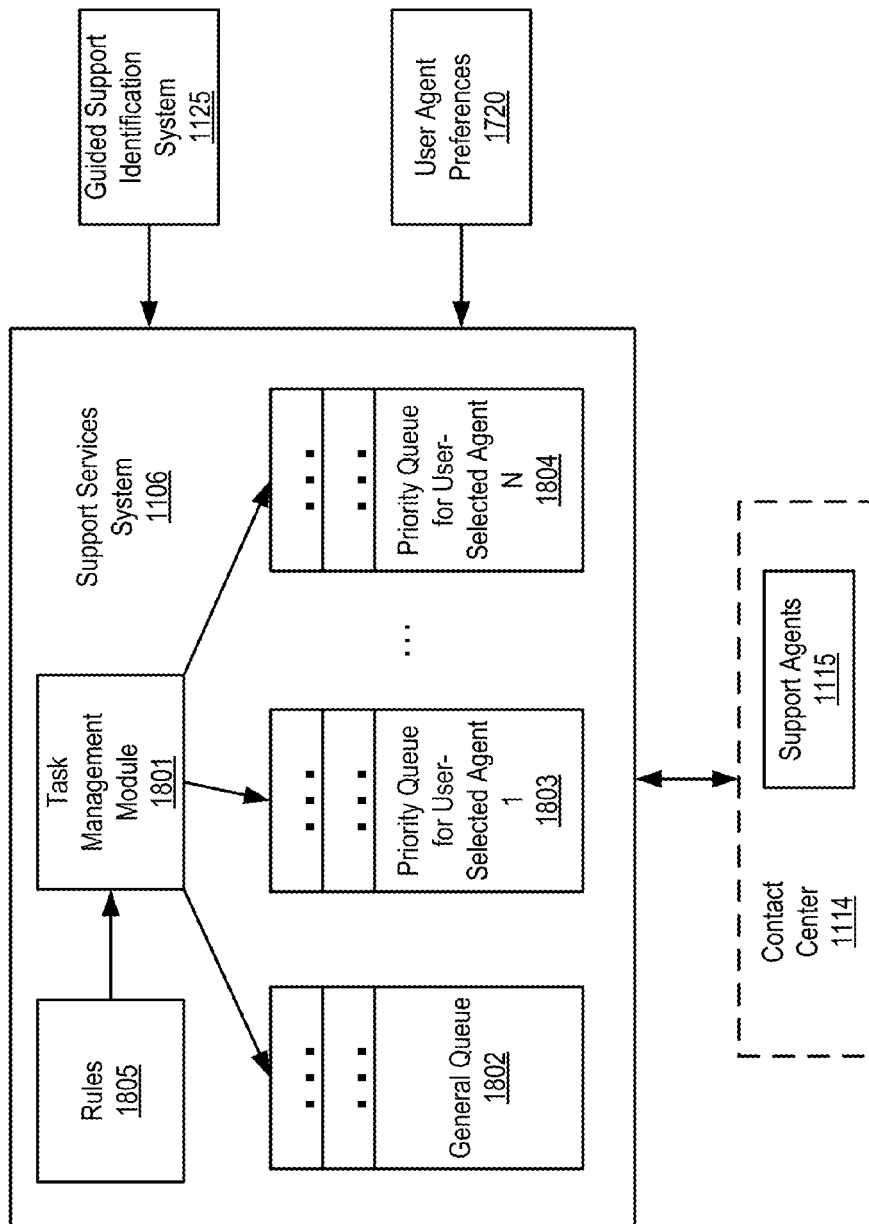 Guided Support
Identification
System
1125
User Agent
Preferences
1720
Support Services
System
1106
Task
Management
Module
1801
Rules
1805
General Queue
1802
Priority Queue
for User-
Selected Agent
1
1803
...
Priority Queue
for User-
Selected Agent
N
1804
Contact
Center
1114
Support Agents
1115